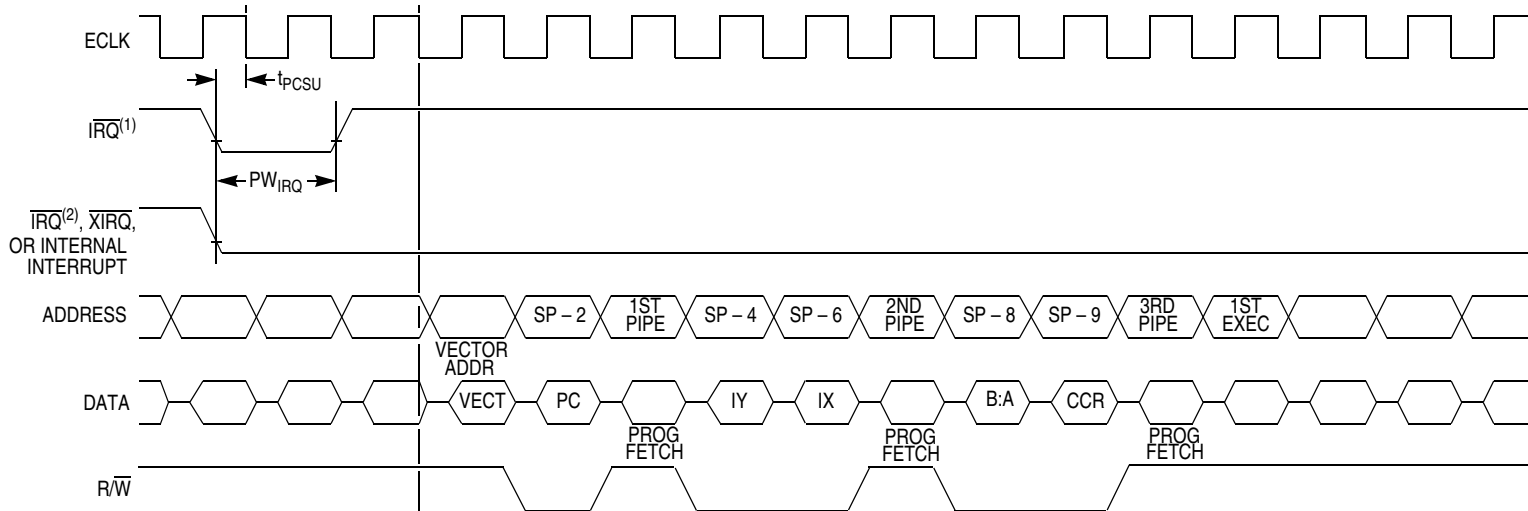 ECLK
tPCSU
IRQ(1)
PWIRQ
IRQ(2), XIRQ,
OR INTERNAL
INTERRUPT
ADDRESS
SP – 2
1ST
PIPE
SP – 4
SP – 6
2ND
PIPE
SP – 8
SP – 9
3RD
PIPE
1ST
EXEC
VECTOR
ADDR
DATA
VECT
PC
IY
IX
B:A
CCR
PROG
FETCH
PROG
FETCH
PROG
FETCH
R/W